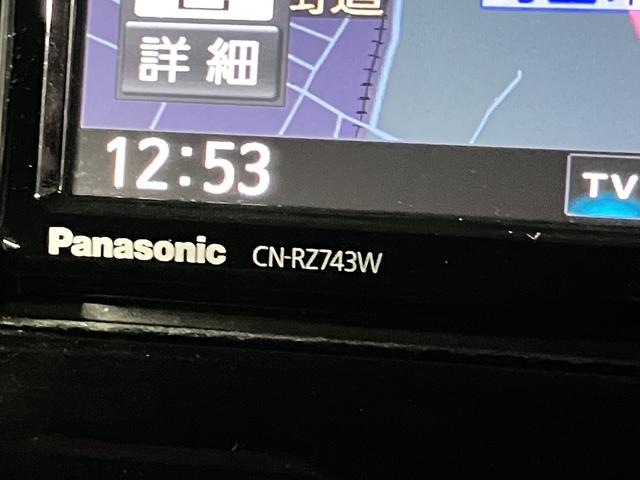 詳細
12:53
TV
Panasonic CN-RZ743W